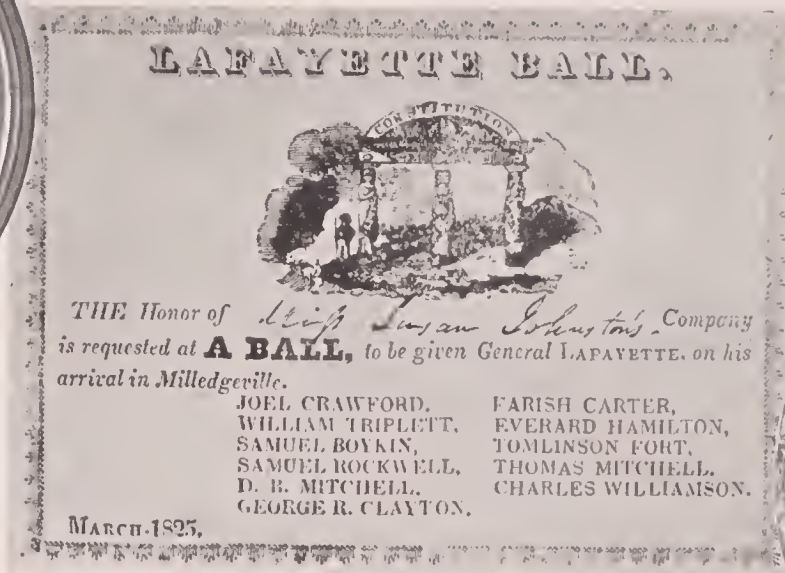 LAFAYETTE BALL.
CONSTITUTION
THE Honor of Miss Susan Johnston's Company
is requested at A BALL, to be given General LAFAYETTE, on his
arrival in Milledgeville.
JOEL CRAWFORD,
WILLIAM TRIPLETT,
SAMUEL BOYKIN,
SAMUEL ROCKWELL,
D. B. MITCHELL,
GEORGE R. CLAYTON,
FARISH CARTER,
EVERARD HAMILTON,
TOMLINSON FORT,
THOMAS MITCHELL,
CHARLES WILLIAMSON.
MARCH 1825,